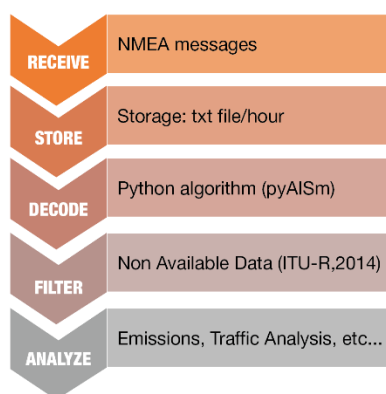 RECEIVE
NMEA messages
STORE
Storage: txt file/hour
DECODE
Python algorithm (pyAISm)
FILTER
Non Available Data (ITU-R,2014)
ANALYZE
Emissions, Traffic Analysis, etc...